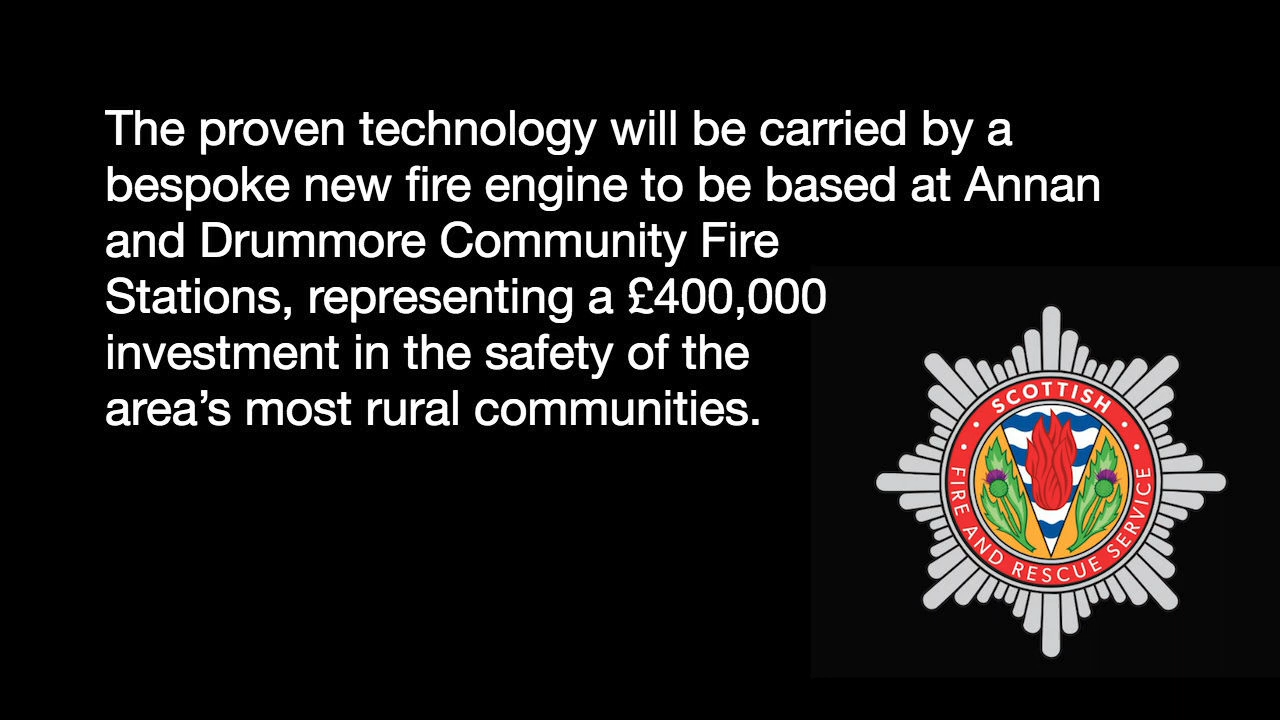 The proven technology will be carried by a
bespoke new fire engine to be based at Annan
and Drummore Community Fire
Stations, representing a £400,000
investment in the safety of the
area’s most rural communities.
SCOTTISH
FIRE AND RESCUE SERVICE